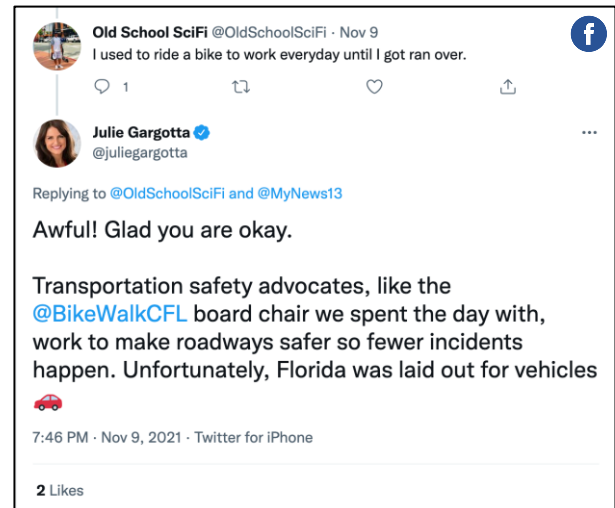 Old School SciFi @OldSchoolSciFi · Nov 9
I used to ride a bike to work everyday until I got ran over.
1
f
Julie Gargotta
@juliegargotta
Replying to @OldSchoolSciFi and @MyNews13
Awful! Glad you are okay.
Transportation safety advocates, like the
@BikeWalkCFL board chair we spent the day with,
work to make roadways safer so fewer incidents
happen. Unfortunately, Florida was laid out for vehicles
7:46 PM · Nov 9, 2021 · Twitter for iPhone
2 Likes